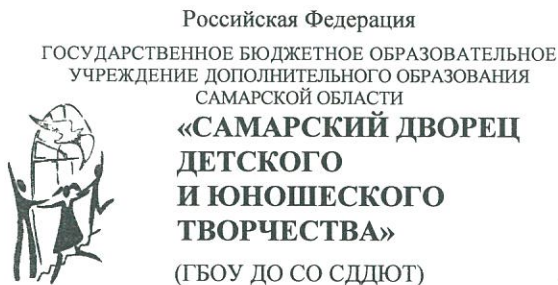 Российская Федерация
ГОСУДАРСТВЕННОЕ БЮДЖЕТНОЕ ОБРАЗОВАТЕЛЬНОЕ
УЧРЕЖДЕНИЕ ДОПОЛНИТЕЛЬНОГО ОБРАЗОВАНИЯ
САМАРСКОЙ ОБЛАСТИ
«САМАРСКИЙ ДВОРЕЦ
ДЕТСКОГО
И ЮНОШЕСКОГО
ТВОРЧЕСТВА»
(ГБОУ ДО СО СДДЮТ)